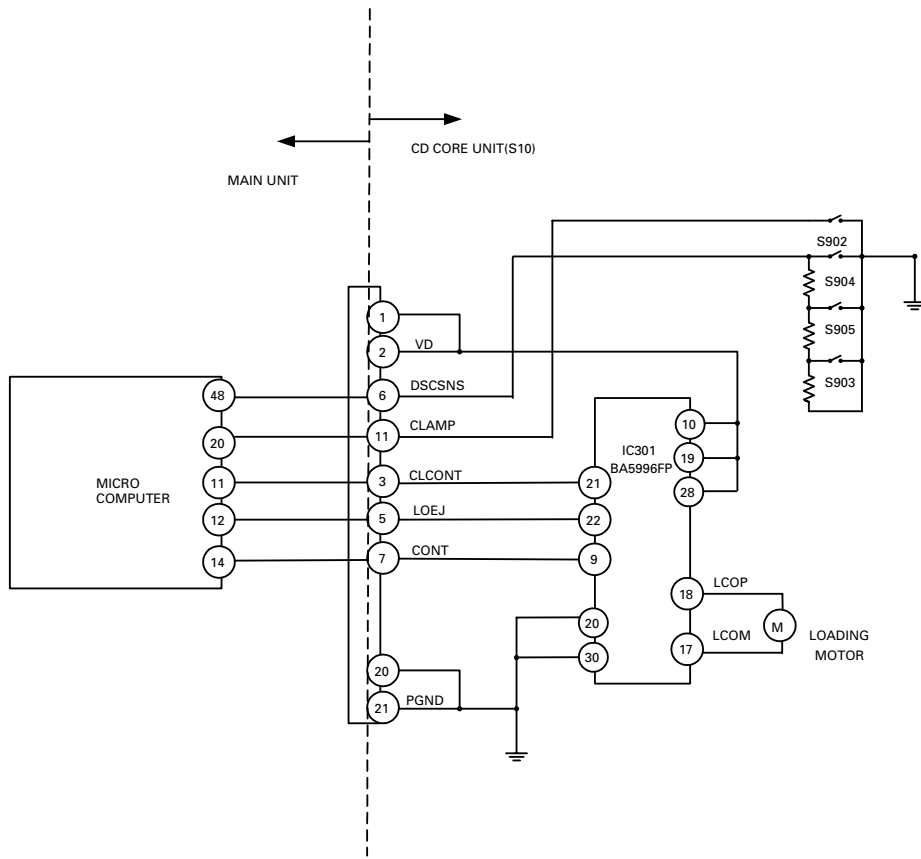 CD CORE UNIT(S10)
MAIN UNIT
S902
S904
S905
S903
1
2
VD
6
DSCSNS
11
CLAMP
3
CLCONT
5
LOEJ
7
CONT
20
21
PGND
48
20
11
12
14
MICRO
COMPUTER
IC301
BA5996FP
10
19
28
21
22
9
20
30
18
17
LCOP
LCOM
M
LOADING
MOTOR